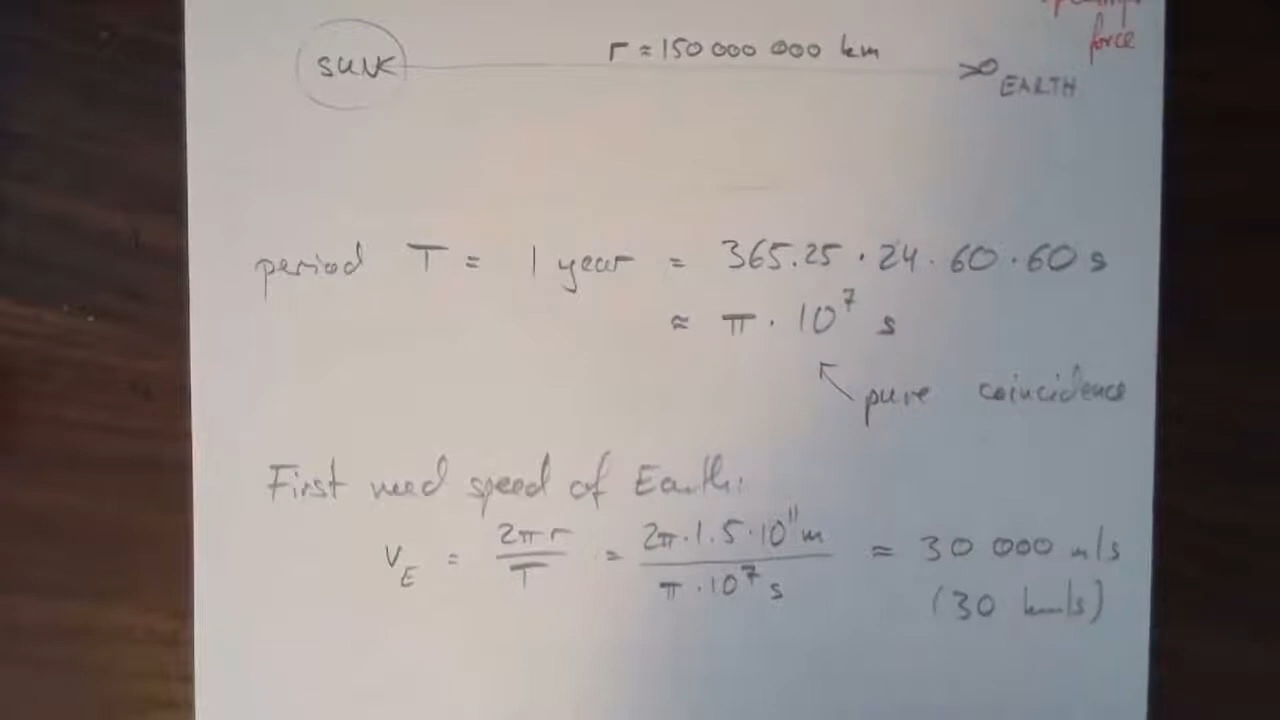 force
SUN r ≈ 150 000 000 km
EARTH
period T = 1 year = 365.25 · 24 · 60 · 60 s
≈ π · 10⁷ s
pure coincidence
First need speed of Earth:
v_E = 2πr/T = 2π · 1.5 · 10¹¹ m / π · 10⁷ s ≈ 30 000 m/s
(30 km/s)